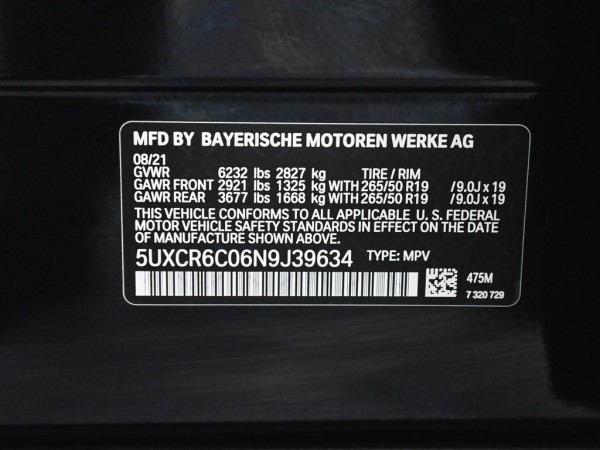 MFD BY BAYERISCHE MOTOREN WERKE AG
08/21
GVWR 6232 lbs 2827 kg TIRE / RIM
GAWR FRONT 2921 lbs 1325 kg WITH 265/50 R19 /9.0J x 19
GAWR REAR 3677 lbs 1668 kg WITH 265/50 R19 /9.0J x 19
THIS VEHICLE CONFORMS TO ALL APPLICABLE U. S. FEDERAL
MOTOR VEHICLE SAFETY STANDARDS IN EFFECT ON THE DATE
OF MANUFACTURE SHOWN ABOVE.
5UXCR6C06N9J39634 TYPE: MPV
475M
7 320 729